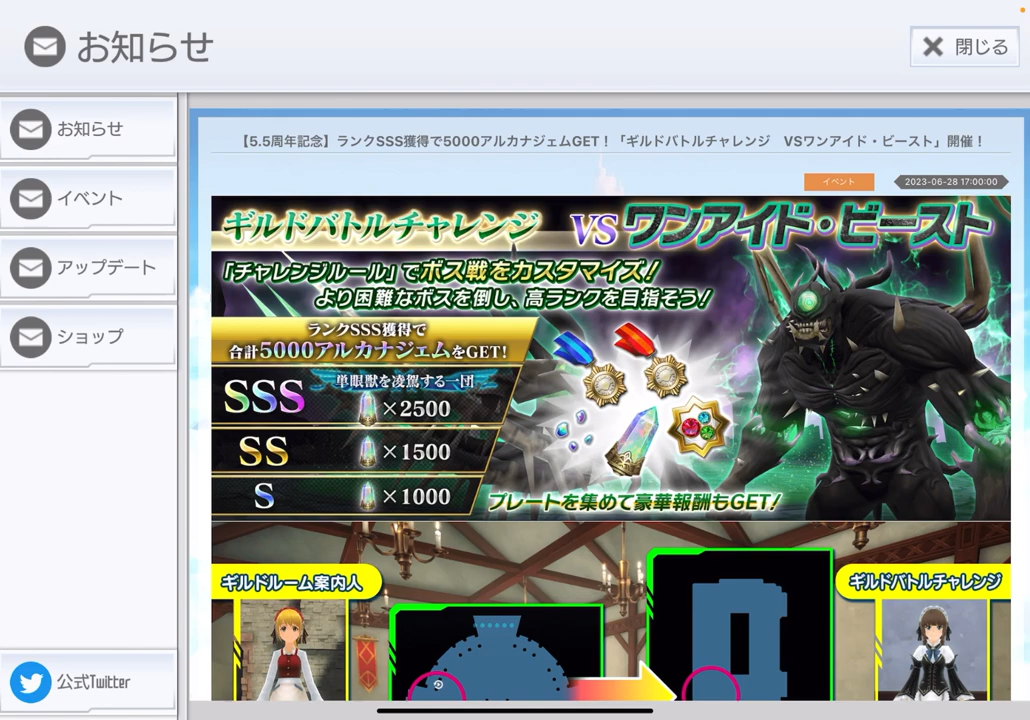 お知らせ
閉じる
お知らせ
イベント
アップデート
ショップ
公式Twitter
【5.5周年記念】ランクSSS獲得で5000アルカナジェムGET！「ギルドバトルチャレンジ　VSワンアイド・ビースト」開催！
イベント
2023-06-28 17:00:00
ギルドバトルチャレンジ VSワンアイド・ビースト
「チャレンジルール」でボス戦をカスタマイズ！
より困難なボスを倒し、高ランクを目指そう！
ランクSSS獲得で
合計5000アルカナジェムをGET！
単眼獣を凌駕する一団
SSS ×2500
SS ×1500
S ×1000
プレートを集めて豪華報酬もGET！
ギルドルーム案内人
ギルドバトルチャレンジ